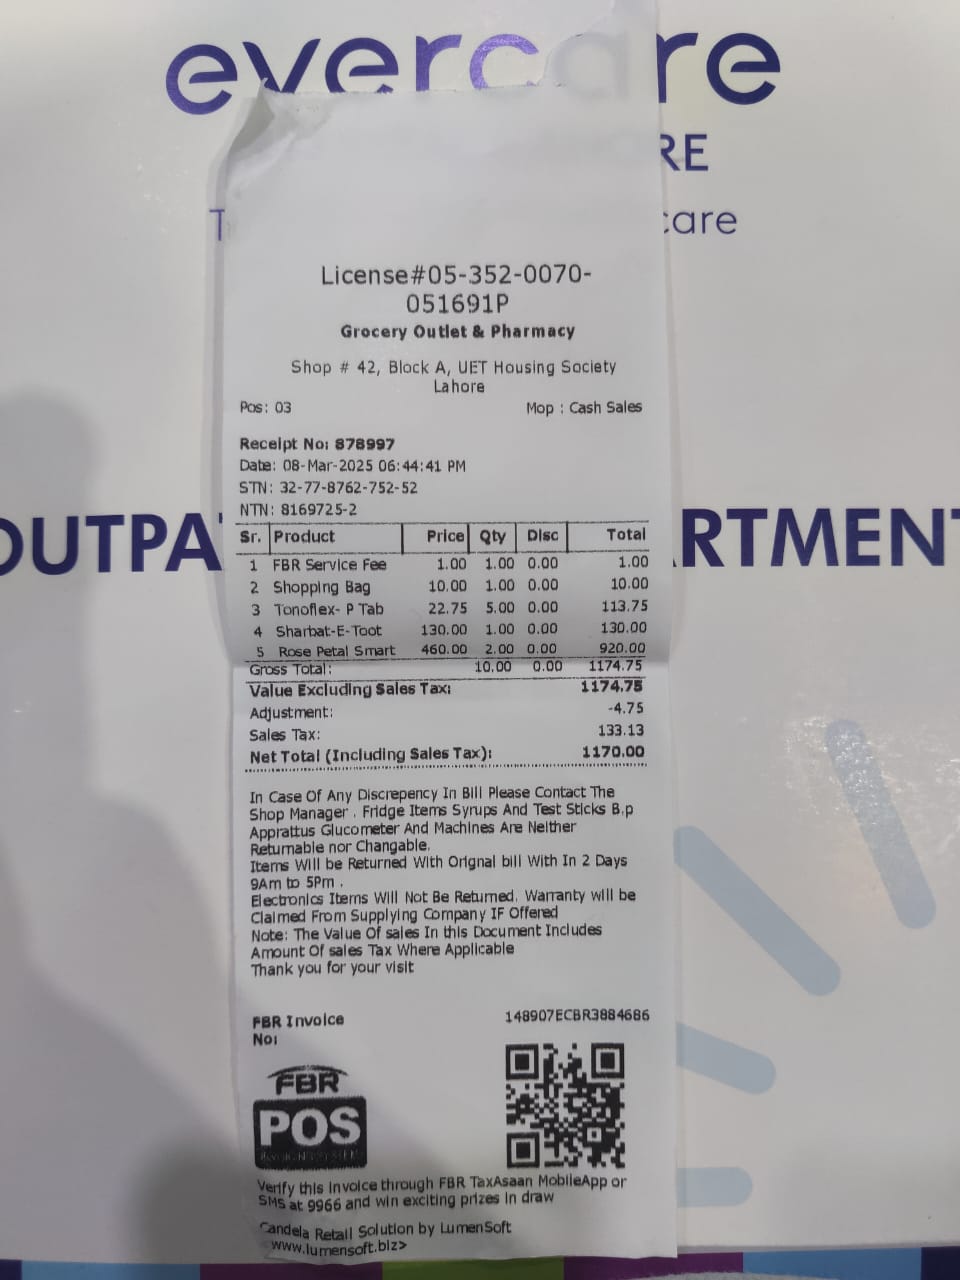 evercare
RE
T care
License#05-352-0070-
051691P
Grocery Outlet & Pharmacy
Shop # 42, Block A, UET Housing Society
Lahore
Pos: 03 Mop : Cash Sales
Receipt No: 878997
Date: 08-Mar-2025 06:44:41 PM
STN: 32-77-8762-752-52
NTN: 8169725-2
OUTPA ARTMENT
Sr. Product Price Qty Disc Total
1 FBR Service Fee 1.00 1.00 0.00 1.00
2 Shopping Bag 10.00 1.00 0.00 10.00
3 Tonoflex- P Tab 22.75 5.00 0.00 113.75
4 Sharbat-E-Toot 130.00 1.00 0.00 130.00
5 Rose Petal Smart 460.00 2.00 0.00 920.00
Gross Total: 10.00 0.00 1174.75
Value Excluding Sales Tax: 1174.75
Adjustment: -4.75
Sales Tax: 133.13
Net Total (Including Sales Tax): 1170.00
In Case Of Any Discrepency In Bill Please Contact The
Shop Manager . Fridge Items Syrups And Test Sticks B.p
Apprattus Glucometer And Machines Are Neither
Returnable nor Changable.
Items Will be Returned With Orignal bill With In 2 Days
9Am to 5Pm .
Electronics Items Will Not Be Returned. Warranty will be
Claimed From Supplying Company IF Offered
Note: The Value Of sales In this Document Includes
Amount Of sales Tax Where Applicable
Thank you for your visit
FBR Invoice 148907ECBR3884686
No:
FBR
POS
Verify this invoice through FBR TaxAsaan MobileApp or
SMS at 9966 and win exciting prizes in draw
Candela Retail Solution by LumenSoft
www.lumensoft.biz>